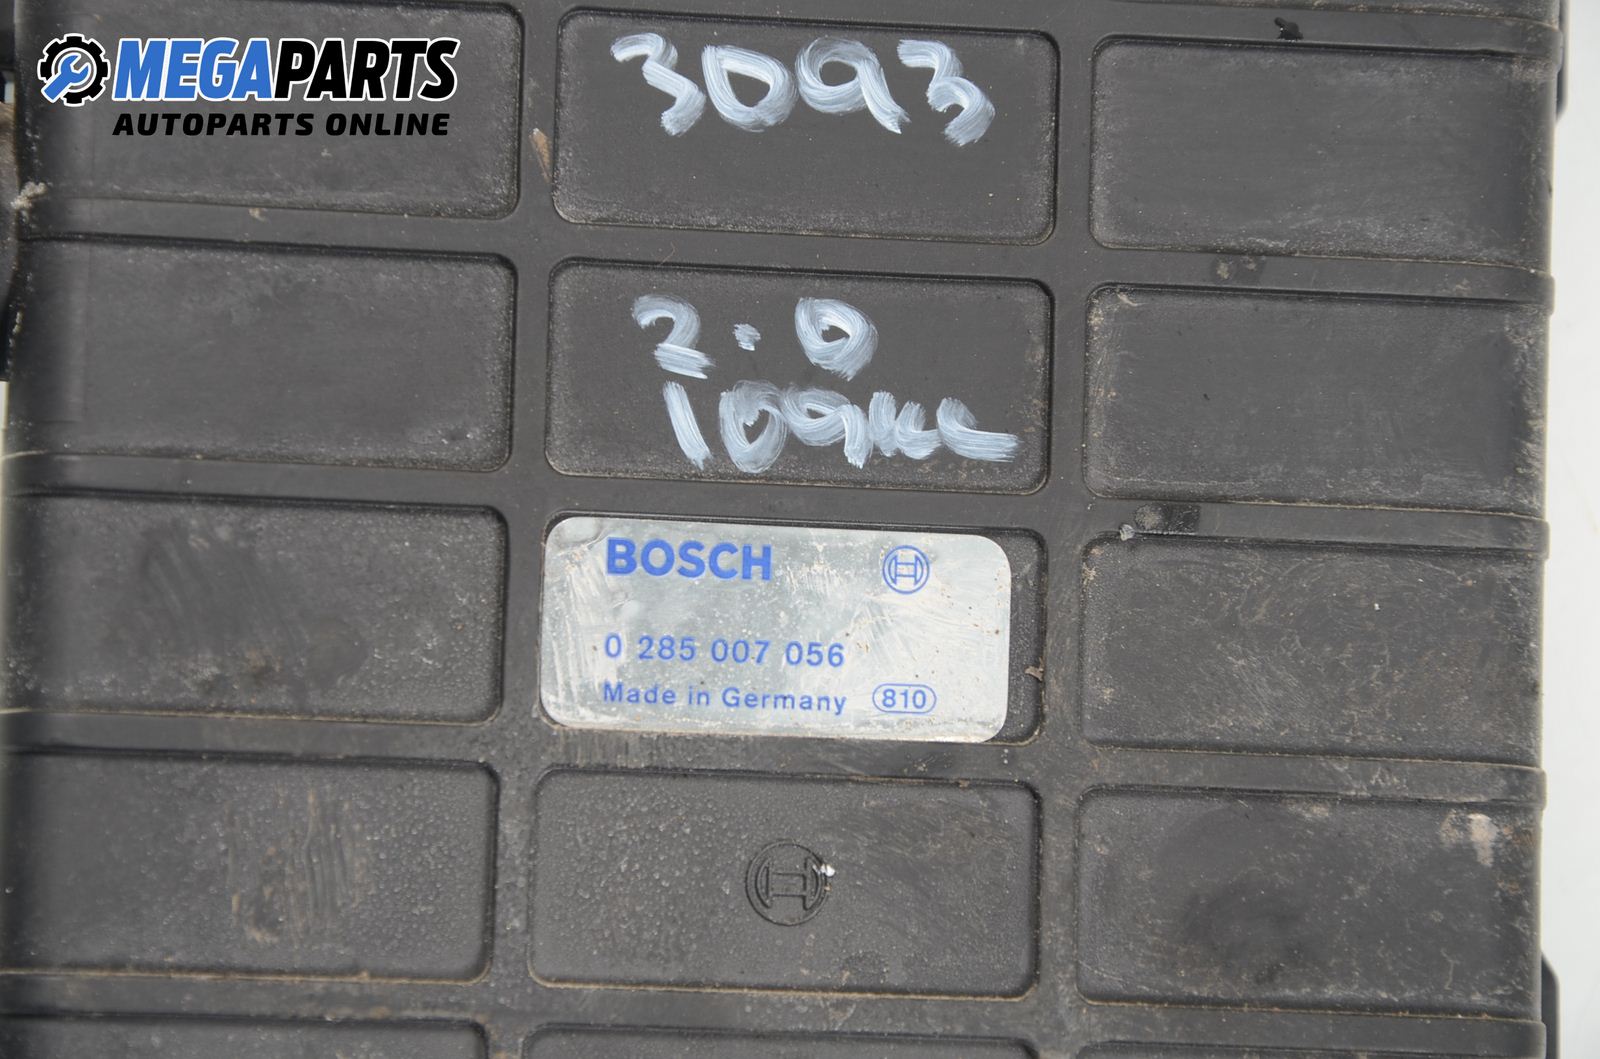 MEGAPARTS
AUTOPARTS ONLINE
3093
2.0
109кс
BOSCH
0 285 007 056
Made in Germany 810